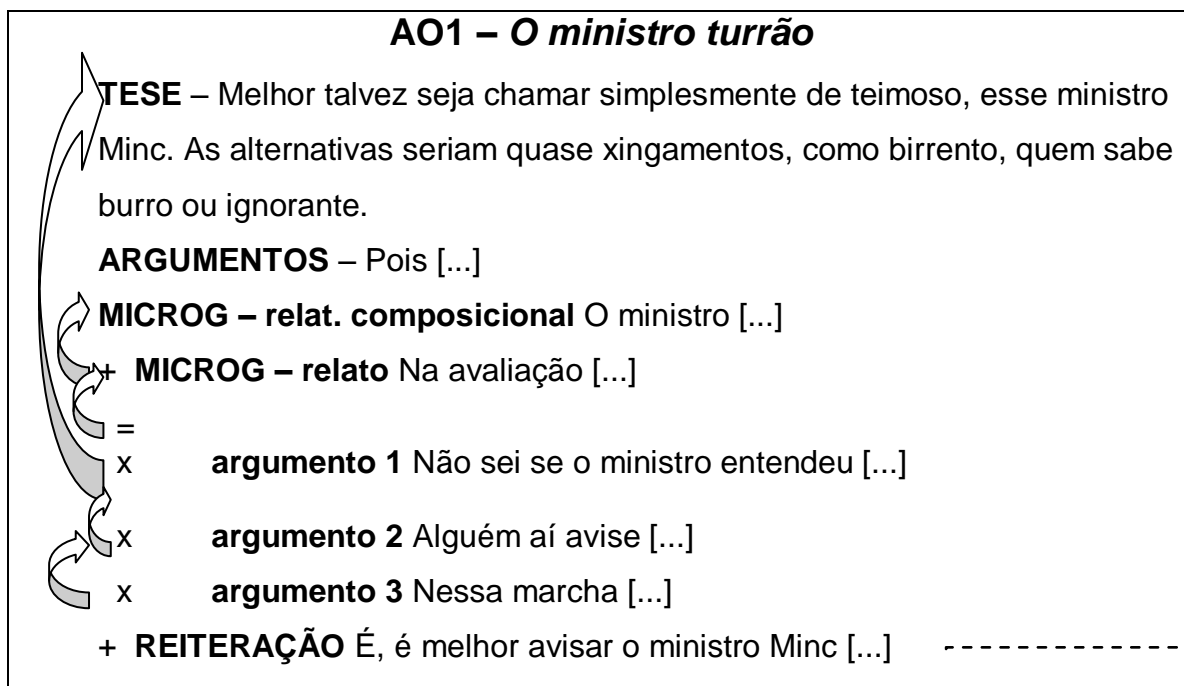 AO1 – O ministro turrão
TESE – Melhor talvez seja chamar simplesmente de teimoso, esse ministro
Minc. As alternativas seriam quase xingamentos, como birrento, quem sabe
burro ou ignorante.
ARGUMENTOS – Pois [...]
MICROG – relat. composicional O ministro [...]
+ MICROG – relato Na avaliação [...]
=
x argumento 1 Não sei se o ministro entendeu [...]
x argumento 2 Alguém aí avise [...]
x argumento 3 Nessa marcha [...]
+ REITERAÇÃO É, é melhor avisar o ministro Minc [...]